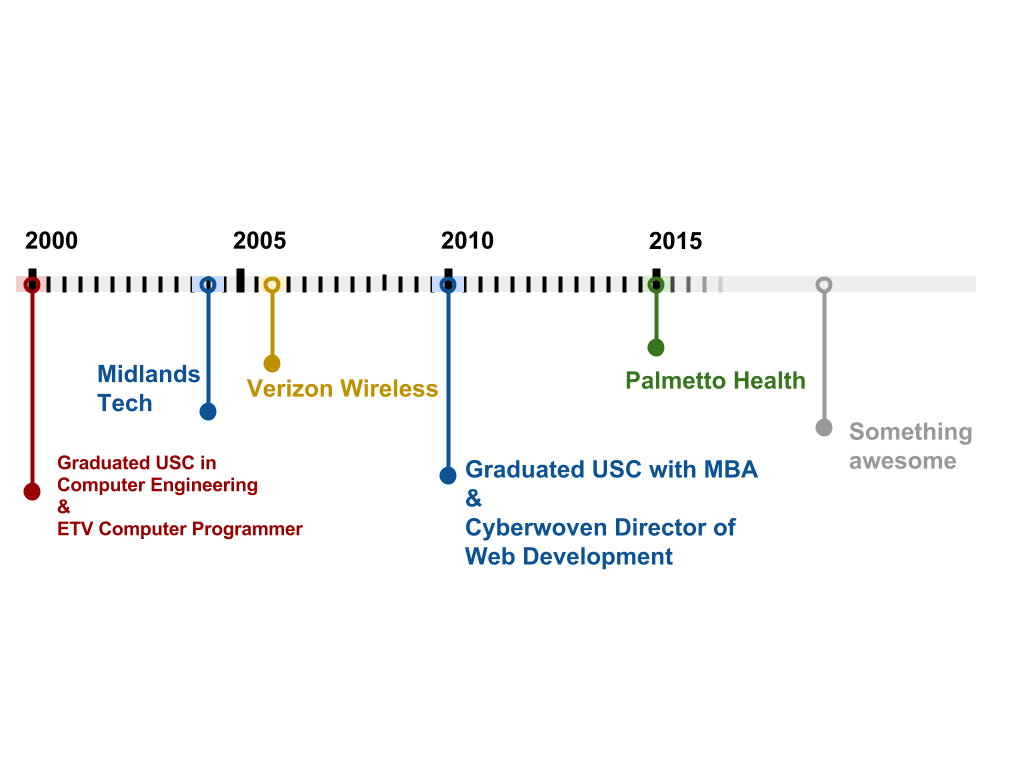 2000
2005
2010
2015
Midlands
Tech
Verizon Wireless
Palmetto Health
Something
awesome
Graduated USC in
Computer Engineering
&
ETV Computer Programmer
Graduated USC with MBA
&
Cyberwoven Director of
Web Development